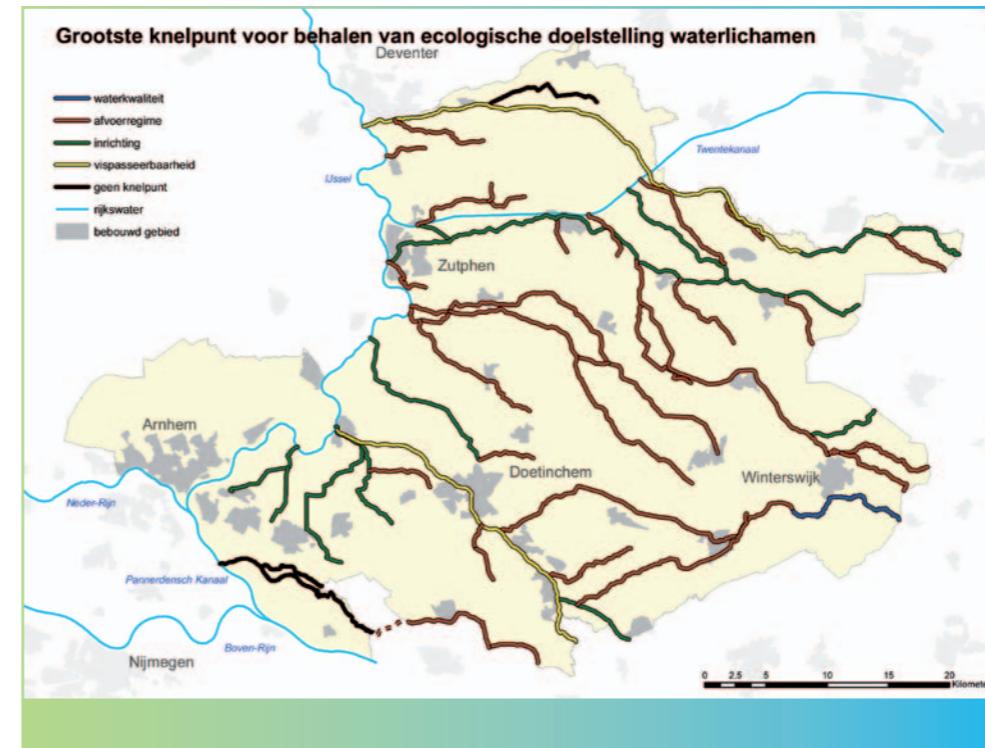 Grootste knelpunt voor behalen van ecologische doelstelling waterlichamen
Deventer
waterkwaliteit
afvoerregime
inrichting
vispasseerbaarheid
geen knelpunt
rijkswater
bebouwd gebied
Twentekanaal
IJssel
Zutphen
Arnhem
Doetinchem
Winterswijk
Neder-Rijn
Pannerdensch Kanaal
Boven-Rijn
Nijmegen
0 2.5 5 10 15 20
Kilomete